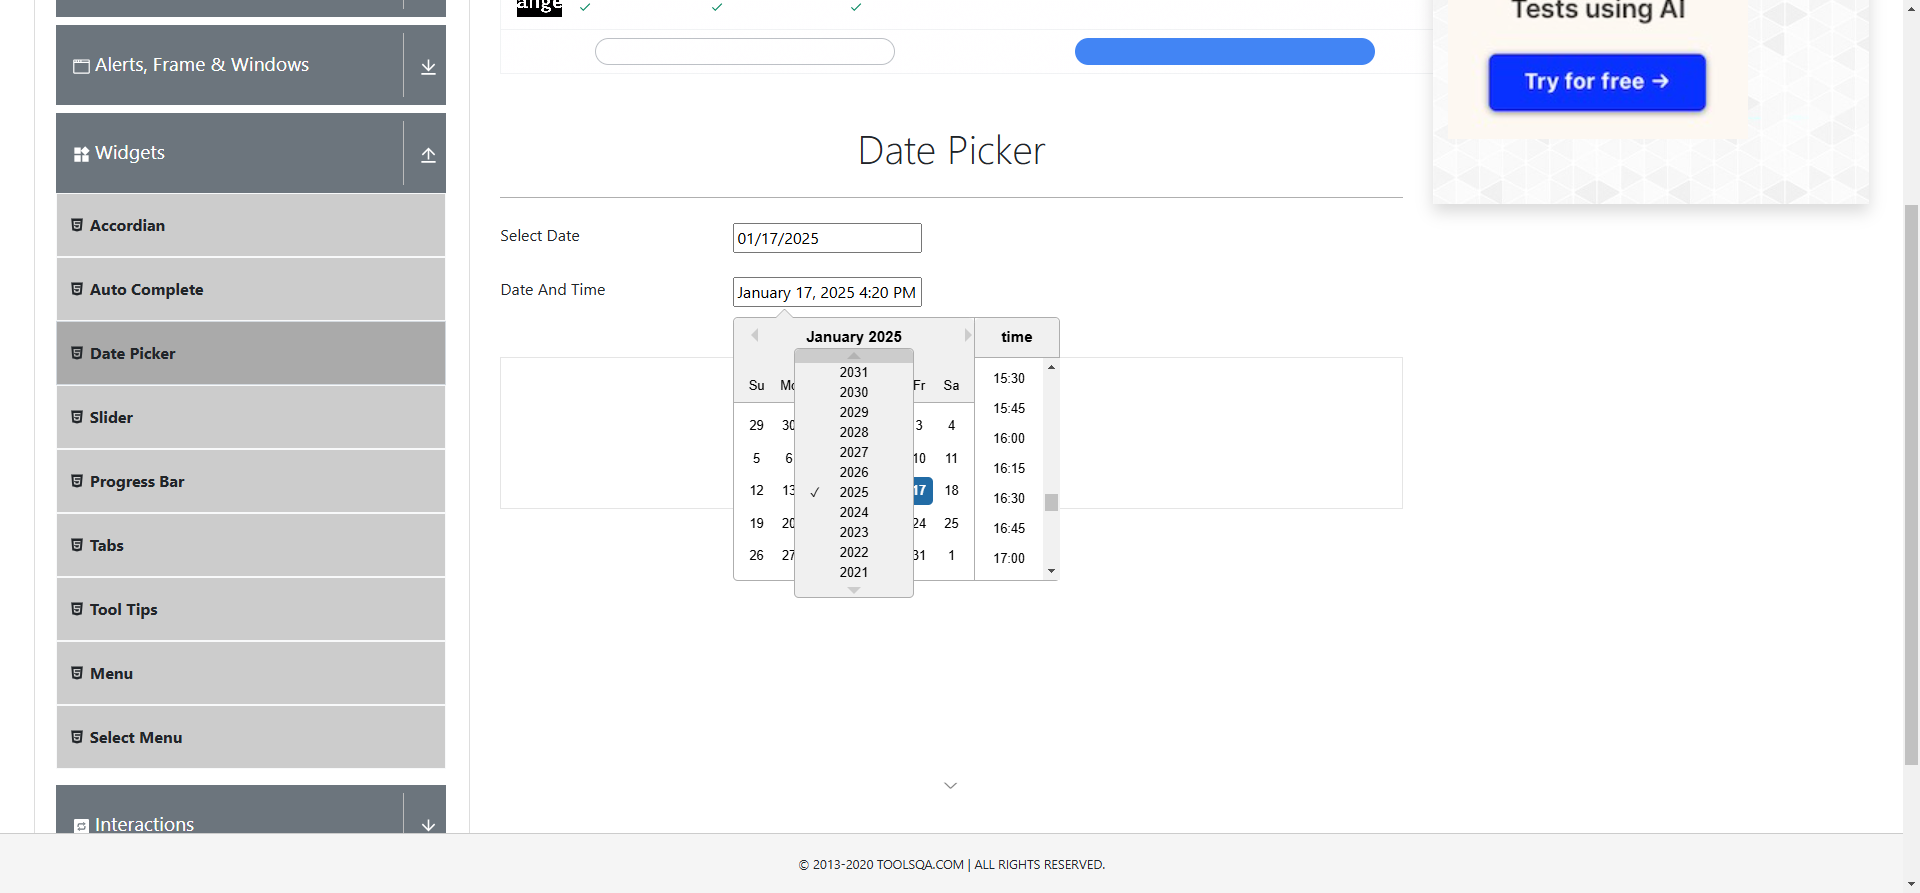 ange
Tests using AI
Try for free →
Alerts, Frame & Windows
Widgets
Accordian
Auto Complete
Date Picker
Slider
Progress Bar
Tabs
Tool Tips
Menu
Select Menu
Interactions
Date Picker
Select Date
01/17/2025
Date And Time
January 17, 2025 4:20 PM
January 2025
time
2031
2030
2029
2028
2027
2026
✓ 2025
2024
2023
2022
2021
Su Mo Fr Sa
29 30 3 4
5 6 10 11
12 13 17 18
19 20 24 25
26 27 31 1
15:30
15:45
16:00
16:15
16:30
16:45
17:00
© 2013-2020 TOOLSQA.COM | ALL RIGHTS RESERVED.